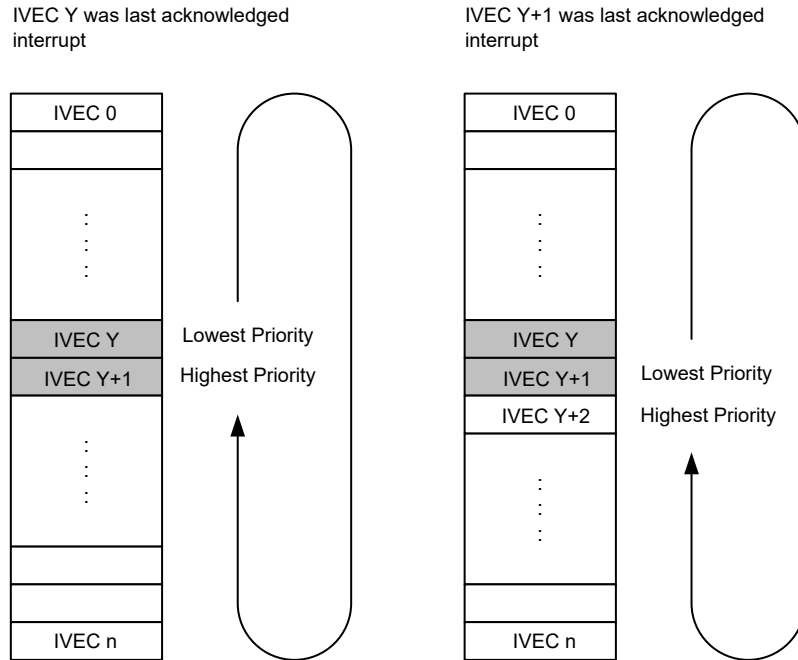 IVEC Y was last acknowledged
interrupt
IVEC 0
:
:
:
IVEC Y
Lowest Priority
IVEC Y+1
Highest Priority
:
:
:
IVEC n
IVEC Y+1 was last acknowledged
interrupt
IVEC 0
:
:
:
IVEC Y
IVEC Y+1
Lowest Priority
IVEC Y+2
Highest Priority
:
:
:
IVEC n